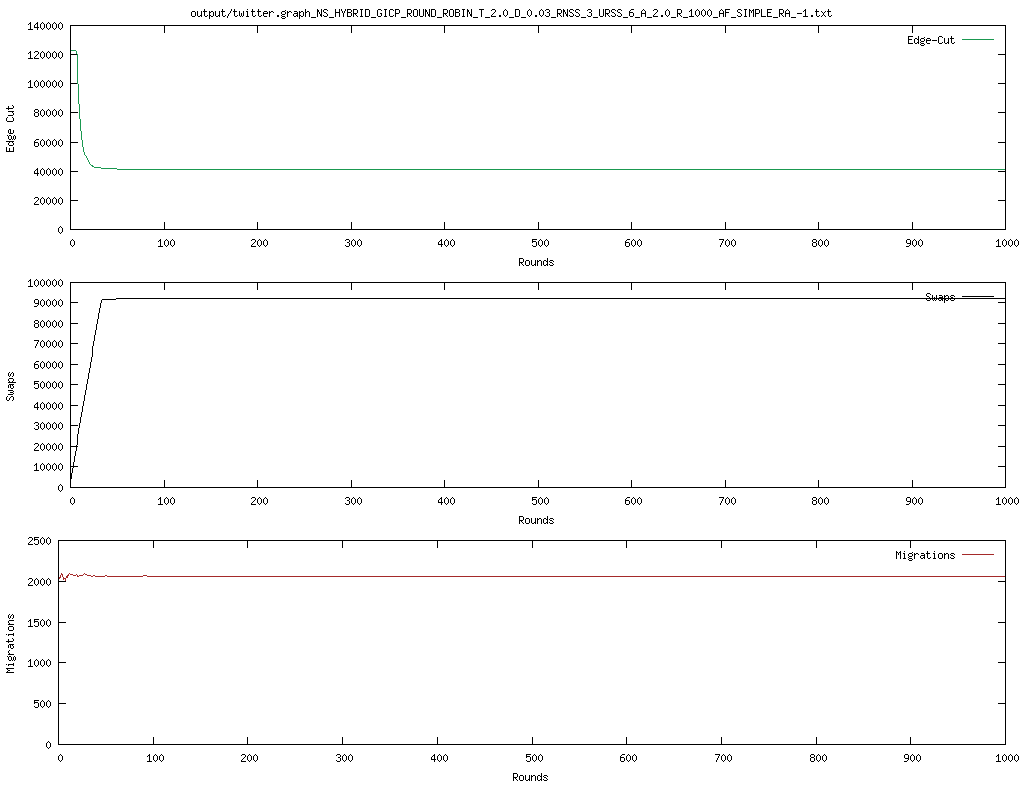 output/twitter.graph_NS_HYBRID_GICP_ROUND_ROBIN_T_2.0_D_0.03_RNSS_3_URSS_6_A_2.0_R_1000_AF_SIMPLE_RA_-1.txt
Edge-Cut
Edge Cut
140000
120000
100000
80000
60000
40000
20000
0
0 100 200 300 400 500 600 700 800 900 1000
Rounds
Swaps
Swaps
100000
90000
80000
70000
60000
50000
40000
30000
20000
10000
0
0 100 200 300 400 500 600 700 800 900 1000
Rounds
Migrations
Migrations
2500
2000
1500
1000
500
0
0 100 200 300 400 500 600 700 800 900 1000
Rounds